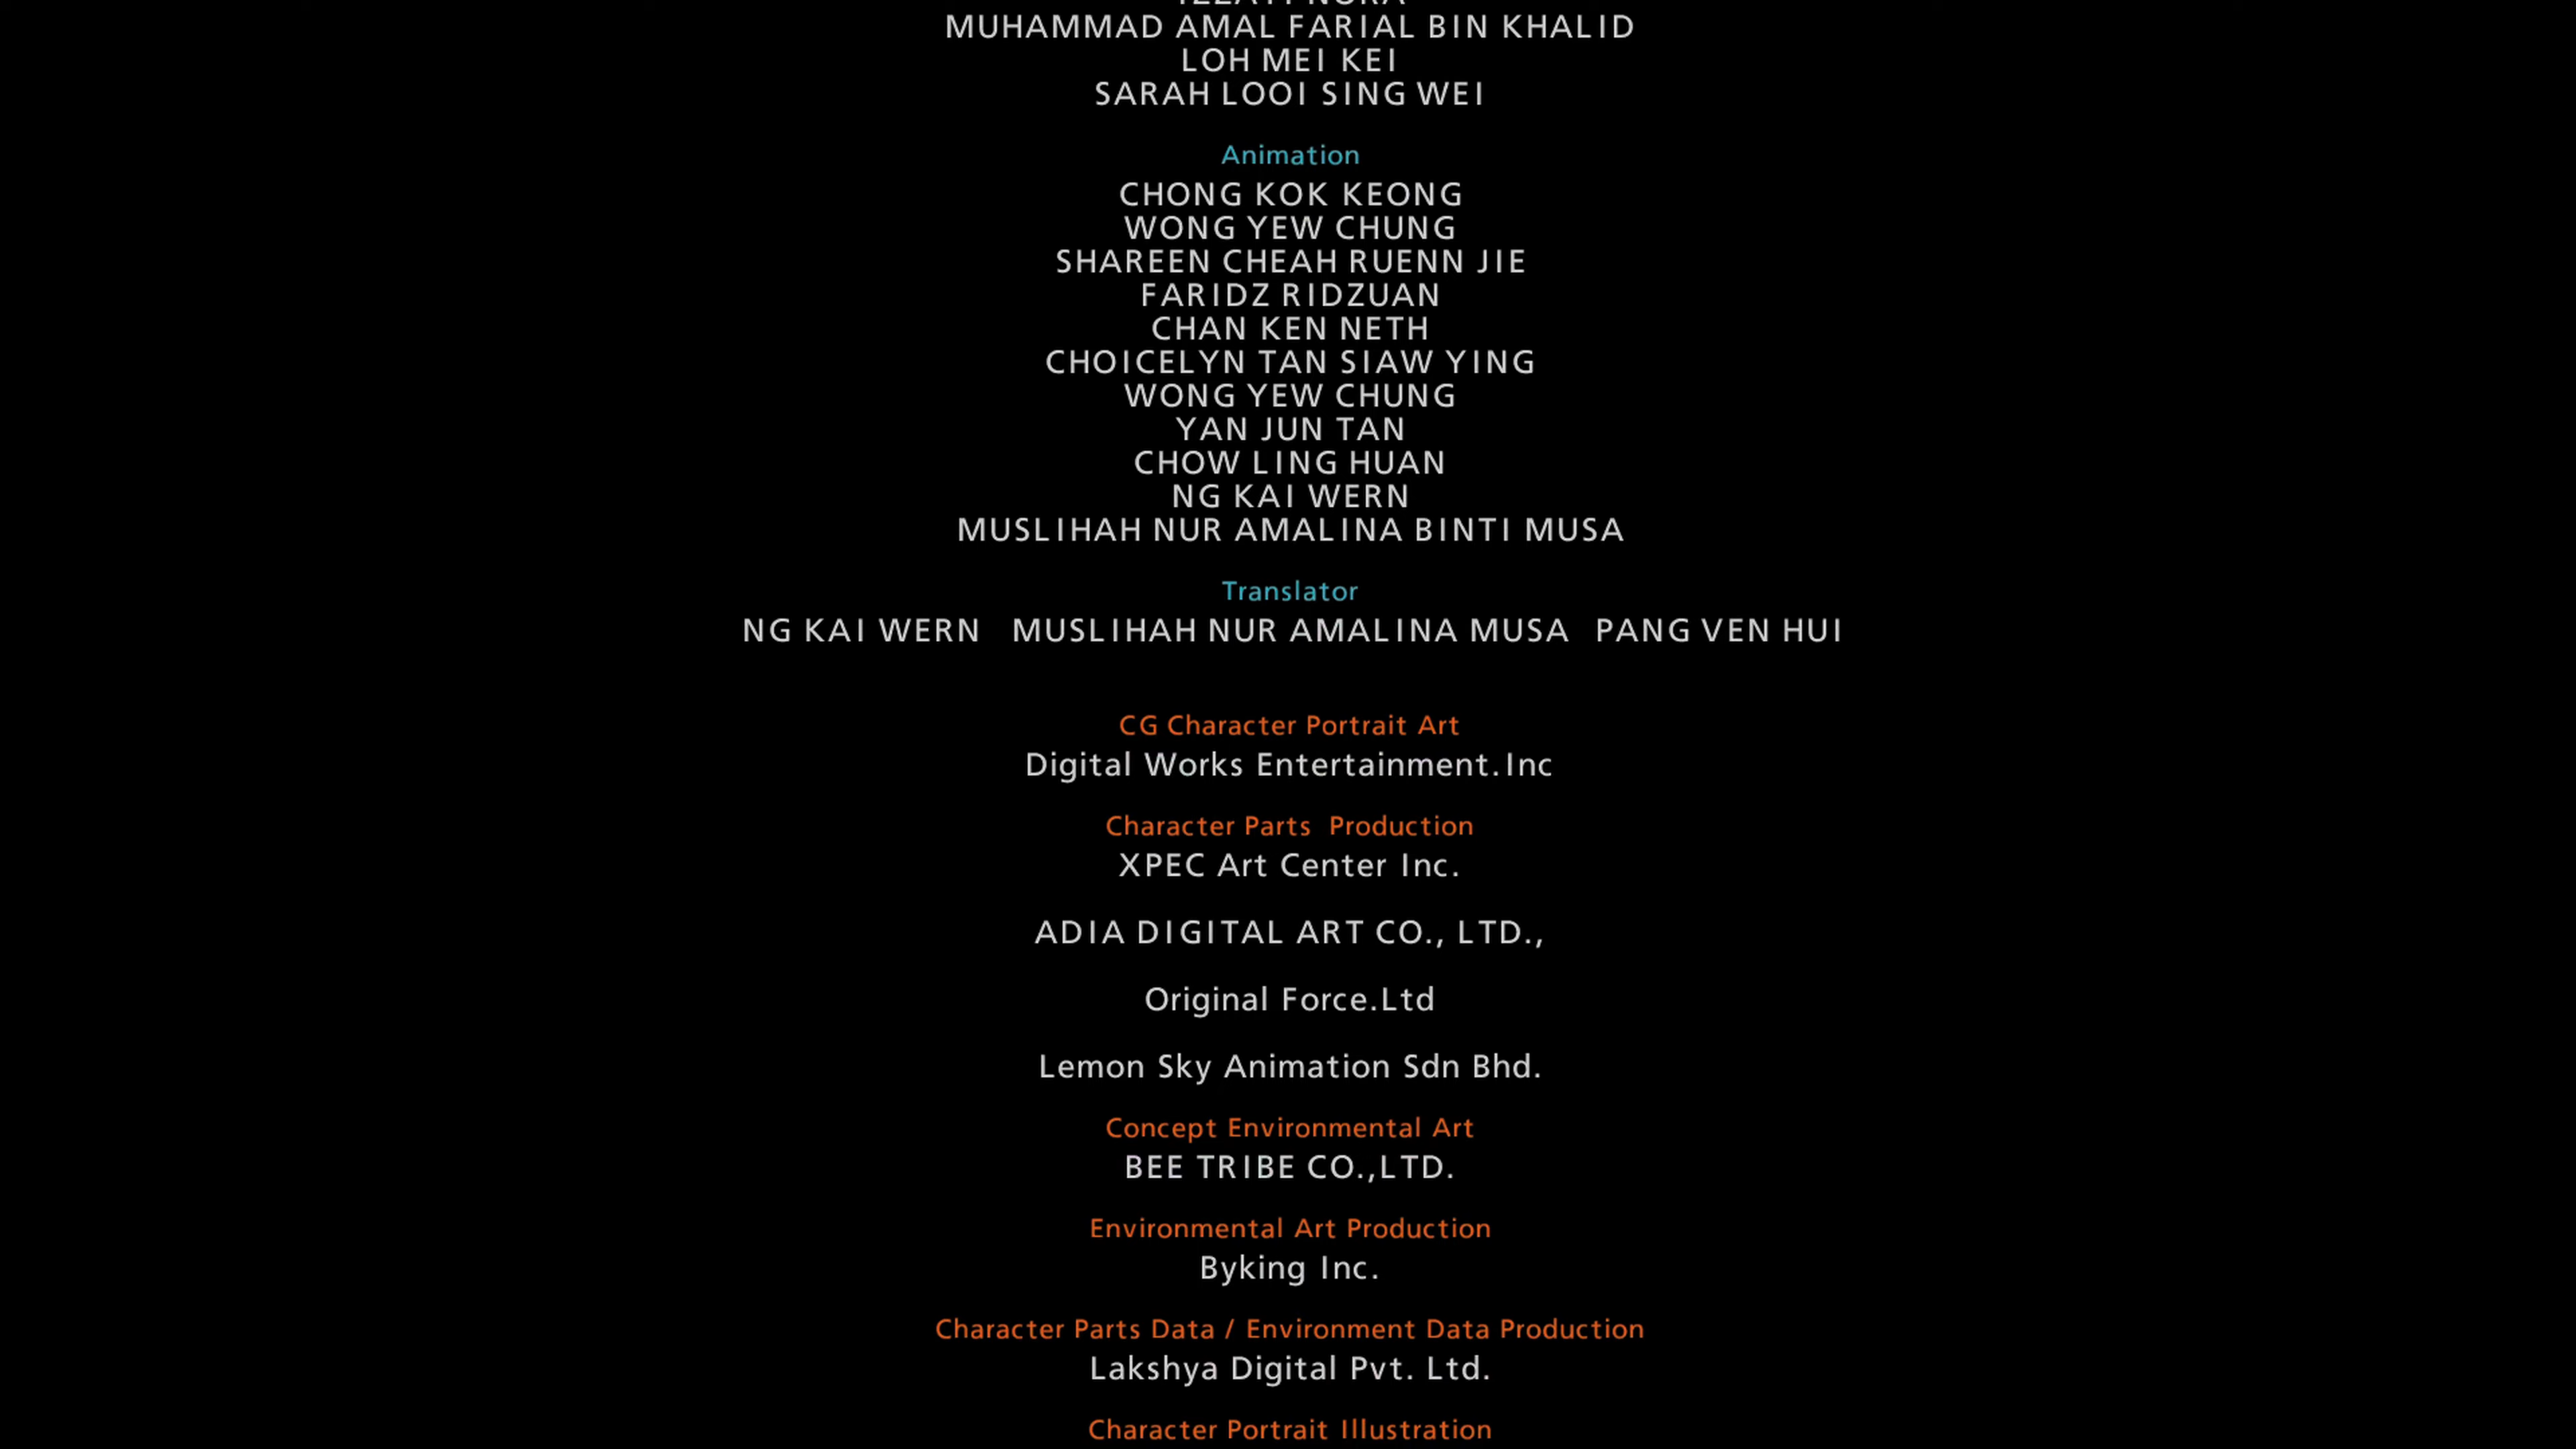 MUHAMMAD AMAL FARIAL BIN KHALID
LOH MEI KEI
SARAH LOOI SING WEI
Animation
CHONG KOK KEONG
WONG YEW CHUNG
SHAREEN CHEAH RUENN JIE
FARIDZ RIDZUAN
CHAN KEN NETH
CHOICELYN TAN SIAW YING
WONG YEW CHUNG
YAN JUN TAN
CHOW LING HUAN
NG KAI WERN
MUSLIHAH NUR AMALINA BINTI MUSA
Translator
NG KAI WERN MUSLIHAH NUR AMALINA MUSA PANG VEN HUI
CG Character Portrait Art
Digital Works Entertainment.Inc
Character Parts Production
XPEC Art Center Inc.
ADIA DIGITAL ART CO., LTD.,
Original Force.Ltd
Lemon Sky Animation Sdn Bhd.
Concept Environmental Art
BEE TRIBE CO.,LTD.
Environmental Art Production
Byking Inc.
Character Parts Data / Environment Data Production
Lakshya Digital Pvt. Ltd.
Character Portrait Illustration